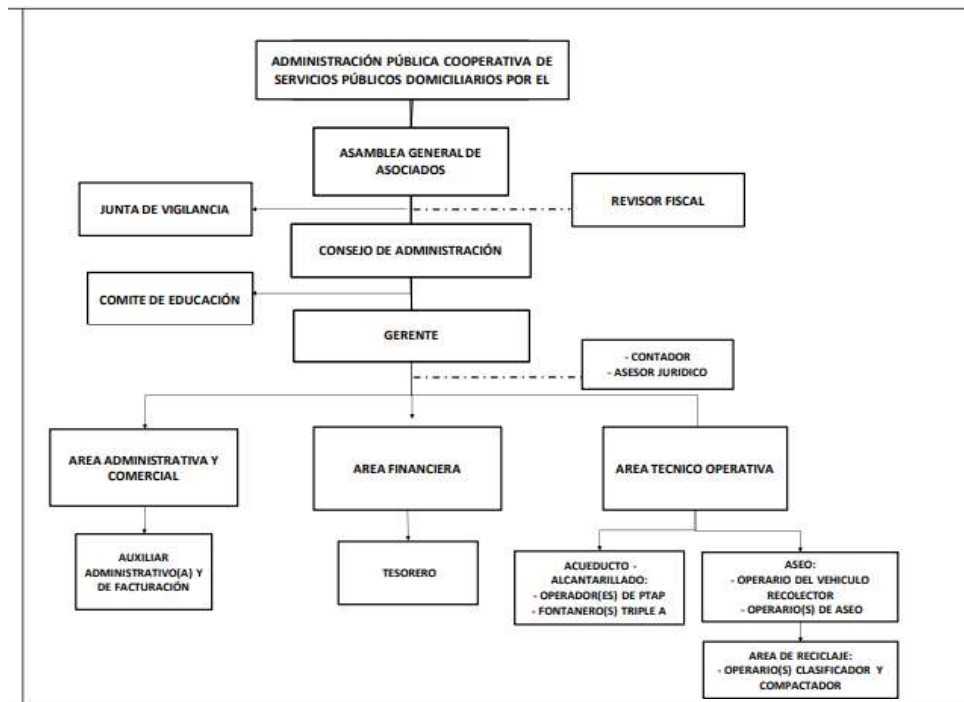 ADMINISTRACIÓN PÚBLICA COOPERATIVA DE
SERVICIOS PÚBLICOS DOMICILIARIOS POR EL
ASAMBLEA GENERAL DE
ASOCIADOS
JUNTA DE VIGILANCIA
REVISOR FISCAL
CONSEJO DE ADMINISTRACIÓN
COMITE DE EDUCACIÓN
GERENTE
- CONTADOR
- ASESOR JURIDICO
AREA ADMINISTRATIVA Y
COMERCIAL
AREA FINANCIERA
AREA TECNICO OPERATIVA
AUXILIAR
ADMINISTRATIVO(A) Y
DE FACTURACIÓN
TESORERO
ACUEDUCTO -
ALCANTARILLADO:
- OPERADOR(ES) DE PTAP
- FONTANERO(S) TRIPLE A
ASEO:
- OPERARIO DEL VEHICULO
RECOLECTOR
- OPERARIO(S) DE ASEO
AREA DE RECICLAJE:
- OPERARIO(S) CLASIFICADOR Y
COMPACTADOR